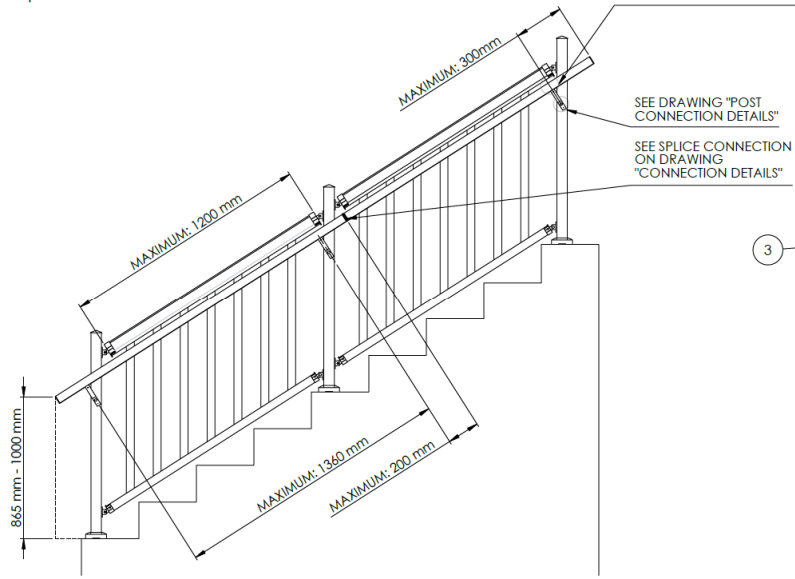 MAXIMUM: 300mm
SEE DRAWING "POST
CONNECTION DETAILS"
SEE SPLICE CONNECTION
ON DRAWING
"CONNECTION DETAILS"
MAXIMUM: 1200 mm
3
865 mm - 1000 mm
MAXIMUM: 1360 mm
MAXIMUM: 200 mm